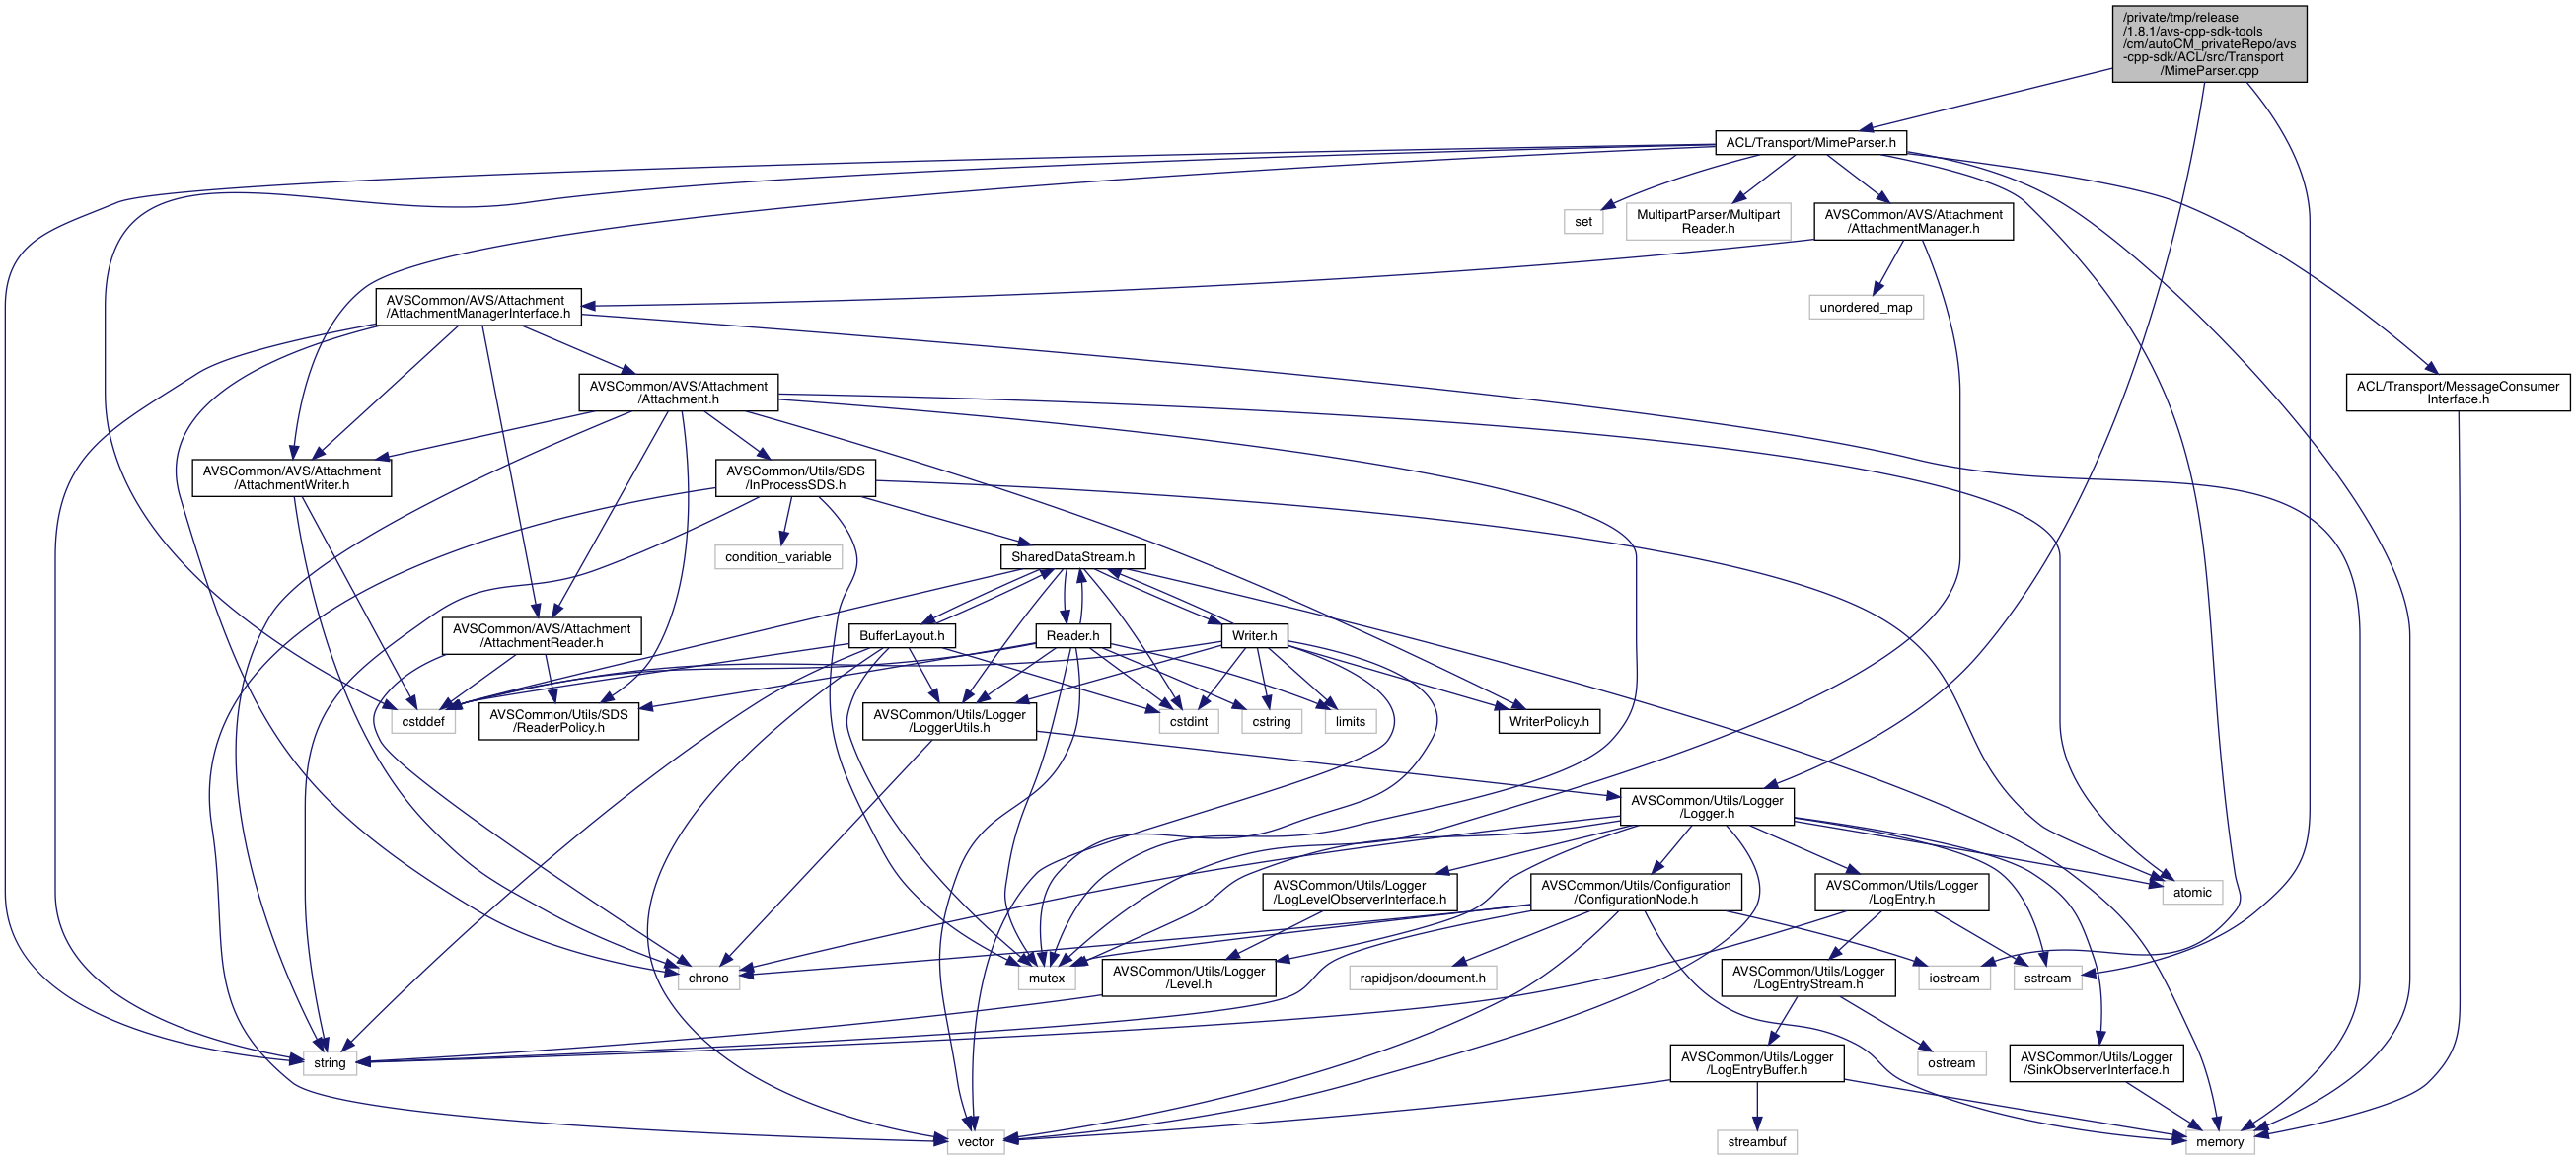 /private/tmp/release
/1.8.1/avs-cpp-sdk-tools
/cm/autoCM_privateRepo/avs
-cpp-sdk/ACL/src/Transport
/MimeParser.cpp
ACL/Transport/MimeParser.h
set
MultipartParser/Multipart
Reader.h
AVSCommon/AVS/Attachment
/AttachmentManager.h
AVSCommon/AVS/Attachment
/AttachmentManagerInterface.h
unordered_map
AVSCommon/AVS/Attachment
/Attachment.h
ACL/Transport/MessageConsumer
Interface.h
AVSCommon/AVS/Attachment
/AttachmentWriter.h
AVSCommon/Utils/SDS
/InProcessSDS.h
condition_variable
SharedDataStream.h
AVSCommon/AVS/Attachment
/AttachmentReader.h
BufferLayout.h
Reader.h
Writer.h
cstddef
AVSCommon/Utils/SDS
/ReaderPolicy.h
AVSCommon/Utils/Logger
/LoggerUtils.h
cstdint
cstring
limits
WriterPolicy.h
AVSCommon/Utils/Logger
/Logger.h
AVSCommon/Utils/Logger
/LogLevelObserverInterface.h
AVSCommon/Utils/Configuration
/ConfigurationNode.h
AVSCommon/Utils/Logger
/LogEntry.h
atomic
chrono
mutex
AVSCommon/Utils/Logger
/Level.h
rapidjson/document.h
AVSCommon/Utils/Logger
/LogEntryStream.h
iostream
sstream
string
AVSCommon/Utils/Logger
/LogEntryBuffer.h
ostream
AVSCommon/Utils/Logger
/SinkObserverInterface.h
vector
streambuf
memory